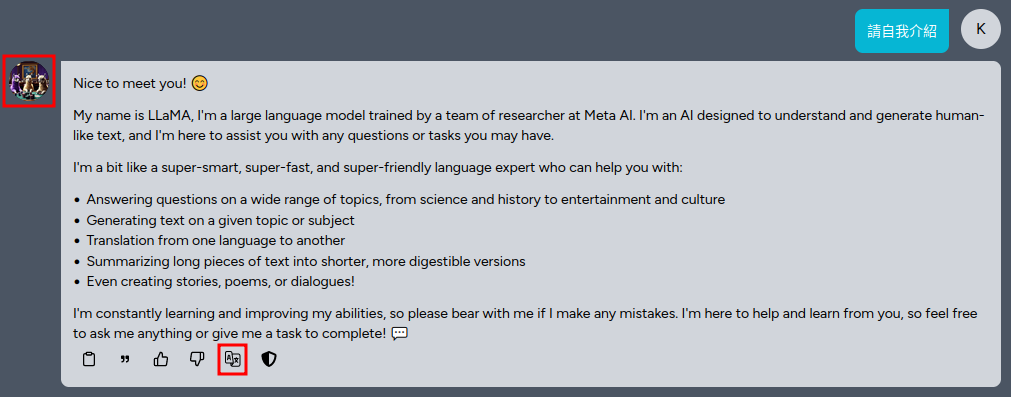 請自我介紹
K
Nice to meet you! 😊
My name is LLaMA, I'm a large language model trained by a team of researcher at Meta AI. I'm an AI designed to understand and generate human-
like text, and I'm here to assist you with any questions or tasks you may have.
I'm a bit like a super-smart, super-fast, and super-friendly language expert who can help you with:
• Answering questions on a wide range of topics, from science and history to entertainment and culture
• Generating text on a given topic or subject
• Translation from one language to another
• Summarizing long pieces of text into shorter, more digestible versions
• Even creating stories, poems, or dialogues!
I'm constantly learning and improving my abilities, so please bear with me if I make any mistakes. I'm here to help and learn from you, so feel free
to ask me anything or give me a task to complete! 💬